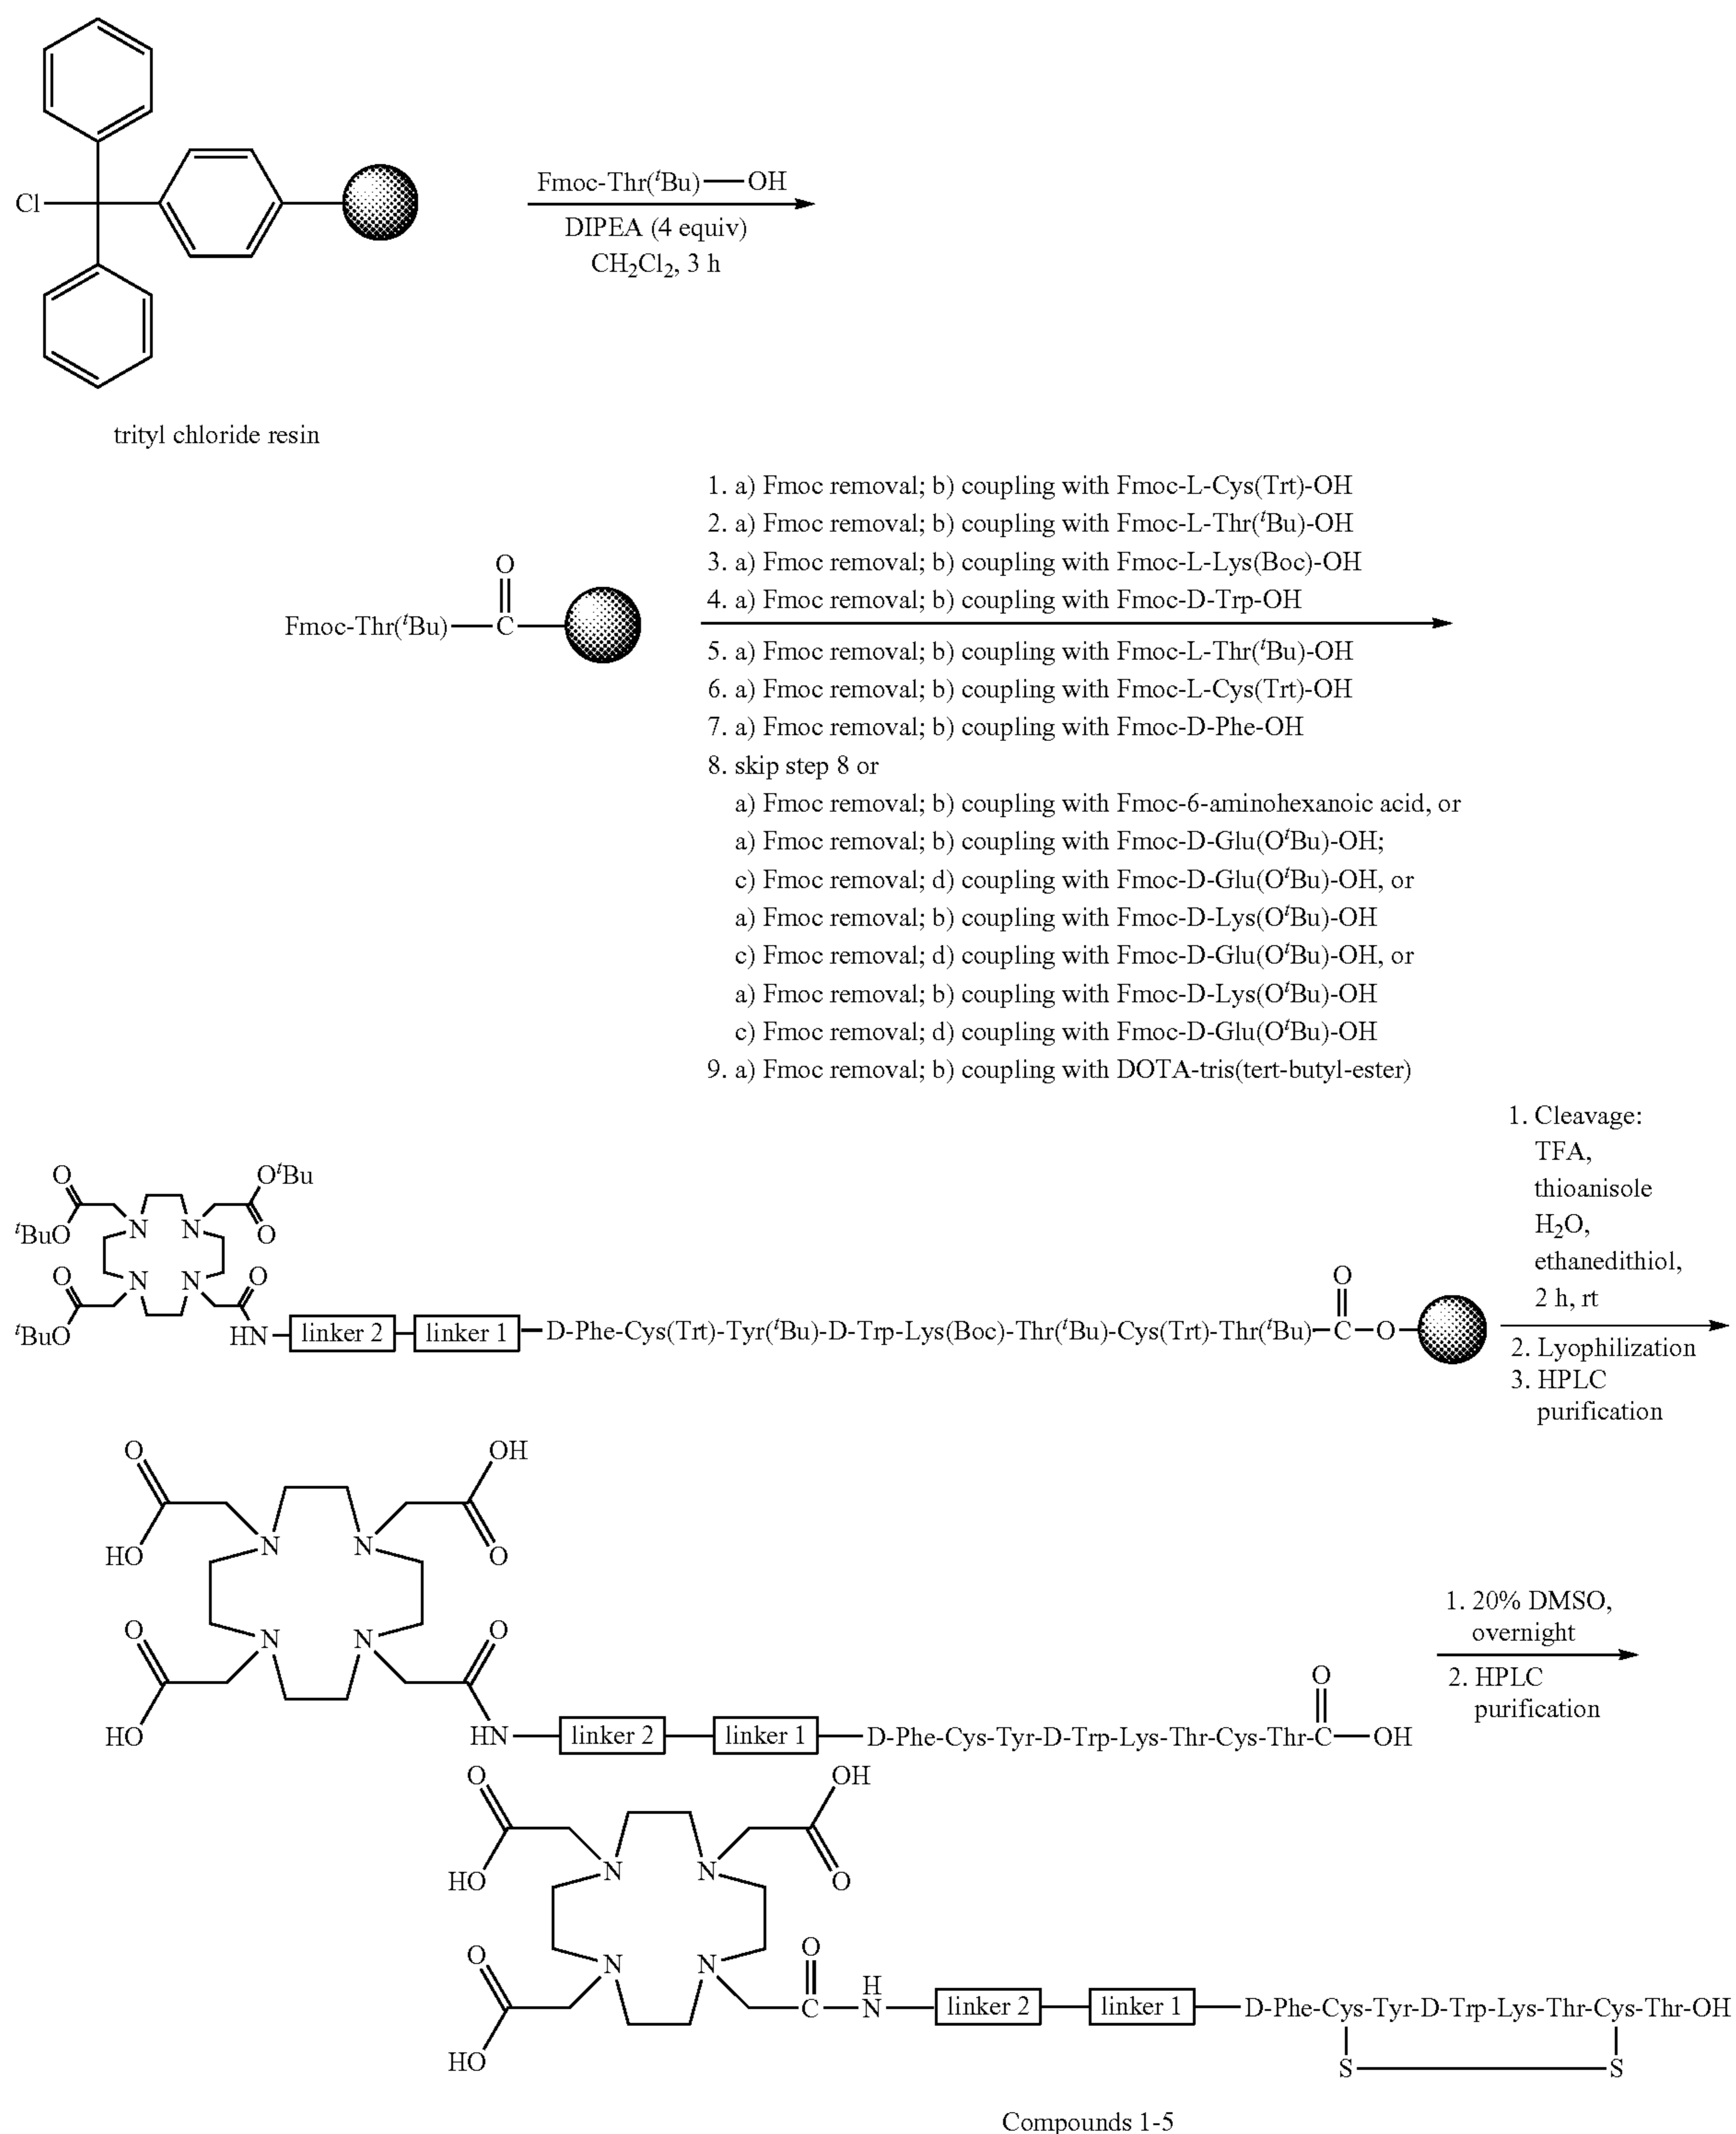 Cl
Fmoc-Thr(ᵗBu)—OH
DIPEA (4 equiv)
CH₂Cl₂, 3 h
trityl chloride resin
1. a) Fmoc removal; b) coupling with Fmoc-L-Cys(Trt)-OH
2. a) Fmoc removal; b) coupling with Fmoc-L-Thr(ᵗBu)-OH
3. a) Fmoc removal; b) coupling with Fmoc-L-Lys(Boc)-OH
4. a) Fmoc removal; b) coupling with Fmoc-D-Trp-OH
O
Fmoc-Thr(ᵗBu)—C
5. a) Fmoc removal; b) coupling with Fmoc-L-Thr(ᵗBu)-OH
6. a) Fmoc removal; b) coupling with Fmoc-L-Cys(Trt)-OH
7. a) Fmoc removal; b) coupling with Fmoc-D-Phe-OH
8. skip step 8 or
a) Fmoc removal; b) coupling with Fmoc-6-aminohexanoic acid, or
a) Fmoc removal; b) coupling with Fmoc-D-Glu(OᵗBu)-OH;
c) Fmoc removal; d) coupling with Fmoc-D-Glu(OᵗBu)-OH, or
a) Fmoc removal; b) coupling with Fmoc-D-Lys(OᵗBu)-OH
c) Fmoc removal; d) coupling with Fmoc-D-Glu(OᵗBu)-OH, or
a) Fmoc removal; b) coupling with Fmoc-D-Lys(OᵗBu)-OH
c) Fmoc removal; d) coupling with Fmoc-D-Glu(OᵗBu)-OH
9. a) Fmoc removal; b) coupling with DOTA-tris(tert-butyl-ester)
O OᵗBu
ᵗBuO N N O
O N N O
O
ᵗBuO HN linker 2 linker 1 D-Phe-Cys(Trt)-Tyr(ᵗBu)-D-Trp-Lys(Boc)-Thr(ᵗBu)-Cys(Trt)-Thr(ᵗBu)—C—O
1. Cleavage:
TFA,
thioanisole
H₂O,
ethanedithiol,
2 h, rt
2. Lyophilization
3. HPLC
purification
O OH
HO N N O
O N N O
O
HO HN linker 2 linker 1 D-Phe-Cys-Tyr-D-Trp-Lys-Thr-Cys-Thr-C—OH
1. 20% DMSO,
overnight
2. HPLC
purification
O OH
HO N N O
O N N O
H
C N linker 2 linker 1 D-Phe-Cys-Tyr-D-Trp-Lys-Thr-Cys-Thr-OH
HO S S
Compounds 1-5